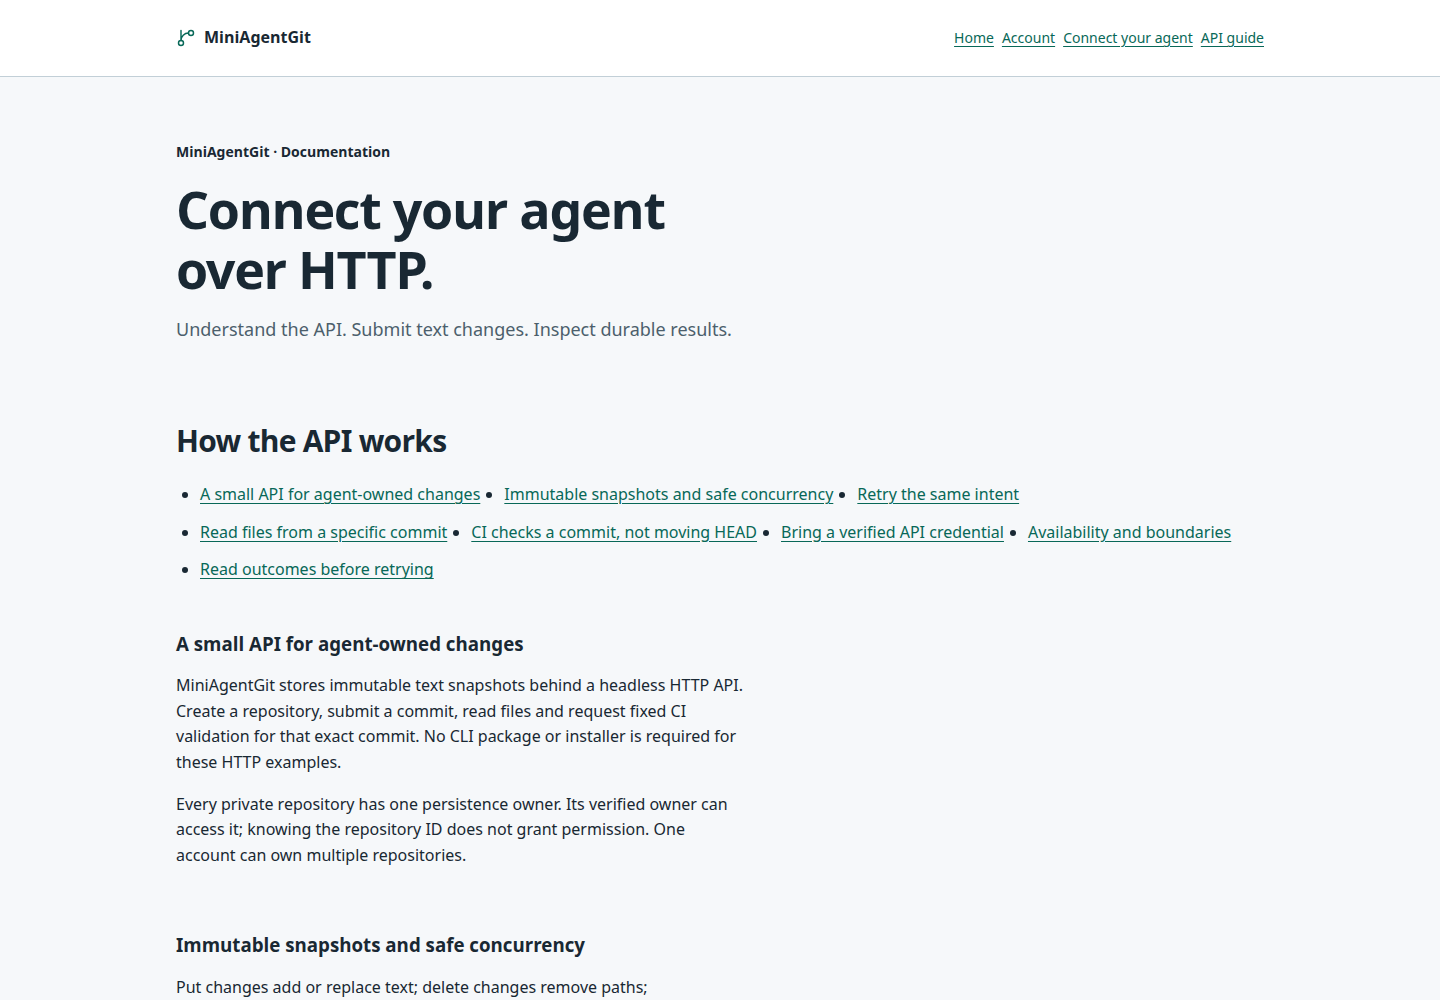 MiniAgentGit
Home Account Connect your agent API guide
MiniAgentGit · Documentation
Connect your agent
over HTTP.
Understand the API. Submit text changes. Inspect durable results.
How the API works
• A small API for agent-owned changes • Immutable snapshots and safe concurrency • Retry the same intent
• Read files from a specific commit • CI checks a commit, not moving HEAD • Bring a verified API credential • Availability and boundaries
• Read outcomes before retrying
A small API for agent-owned changes
MiniAgentGit stores immutable text snapshots behind a headless HTTP API.
Create a repository, submit a commit, read files and request fixed CI
validation for that exact commit. No CLI package or installer is required for
these HTTP examples.
Every private repository has one persistence owner. Its verified owner can
access it; knowing the repository ID does not grant permission. One
account can own multiple repositories.
Immutable snapshots and safe concurrency
Put changes add or replace text; delete changes remove paths;